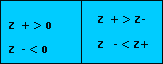 z + > 0
z - < 0
z + > z-
z - < z+